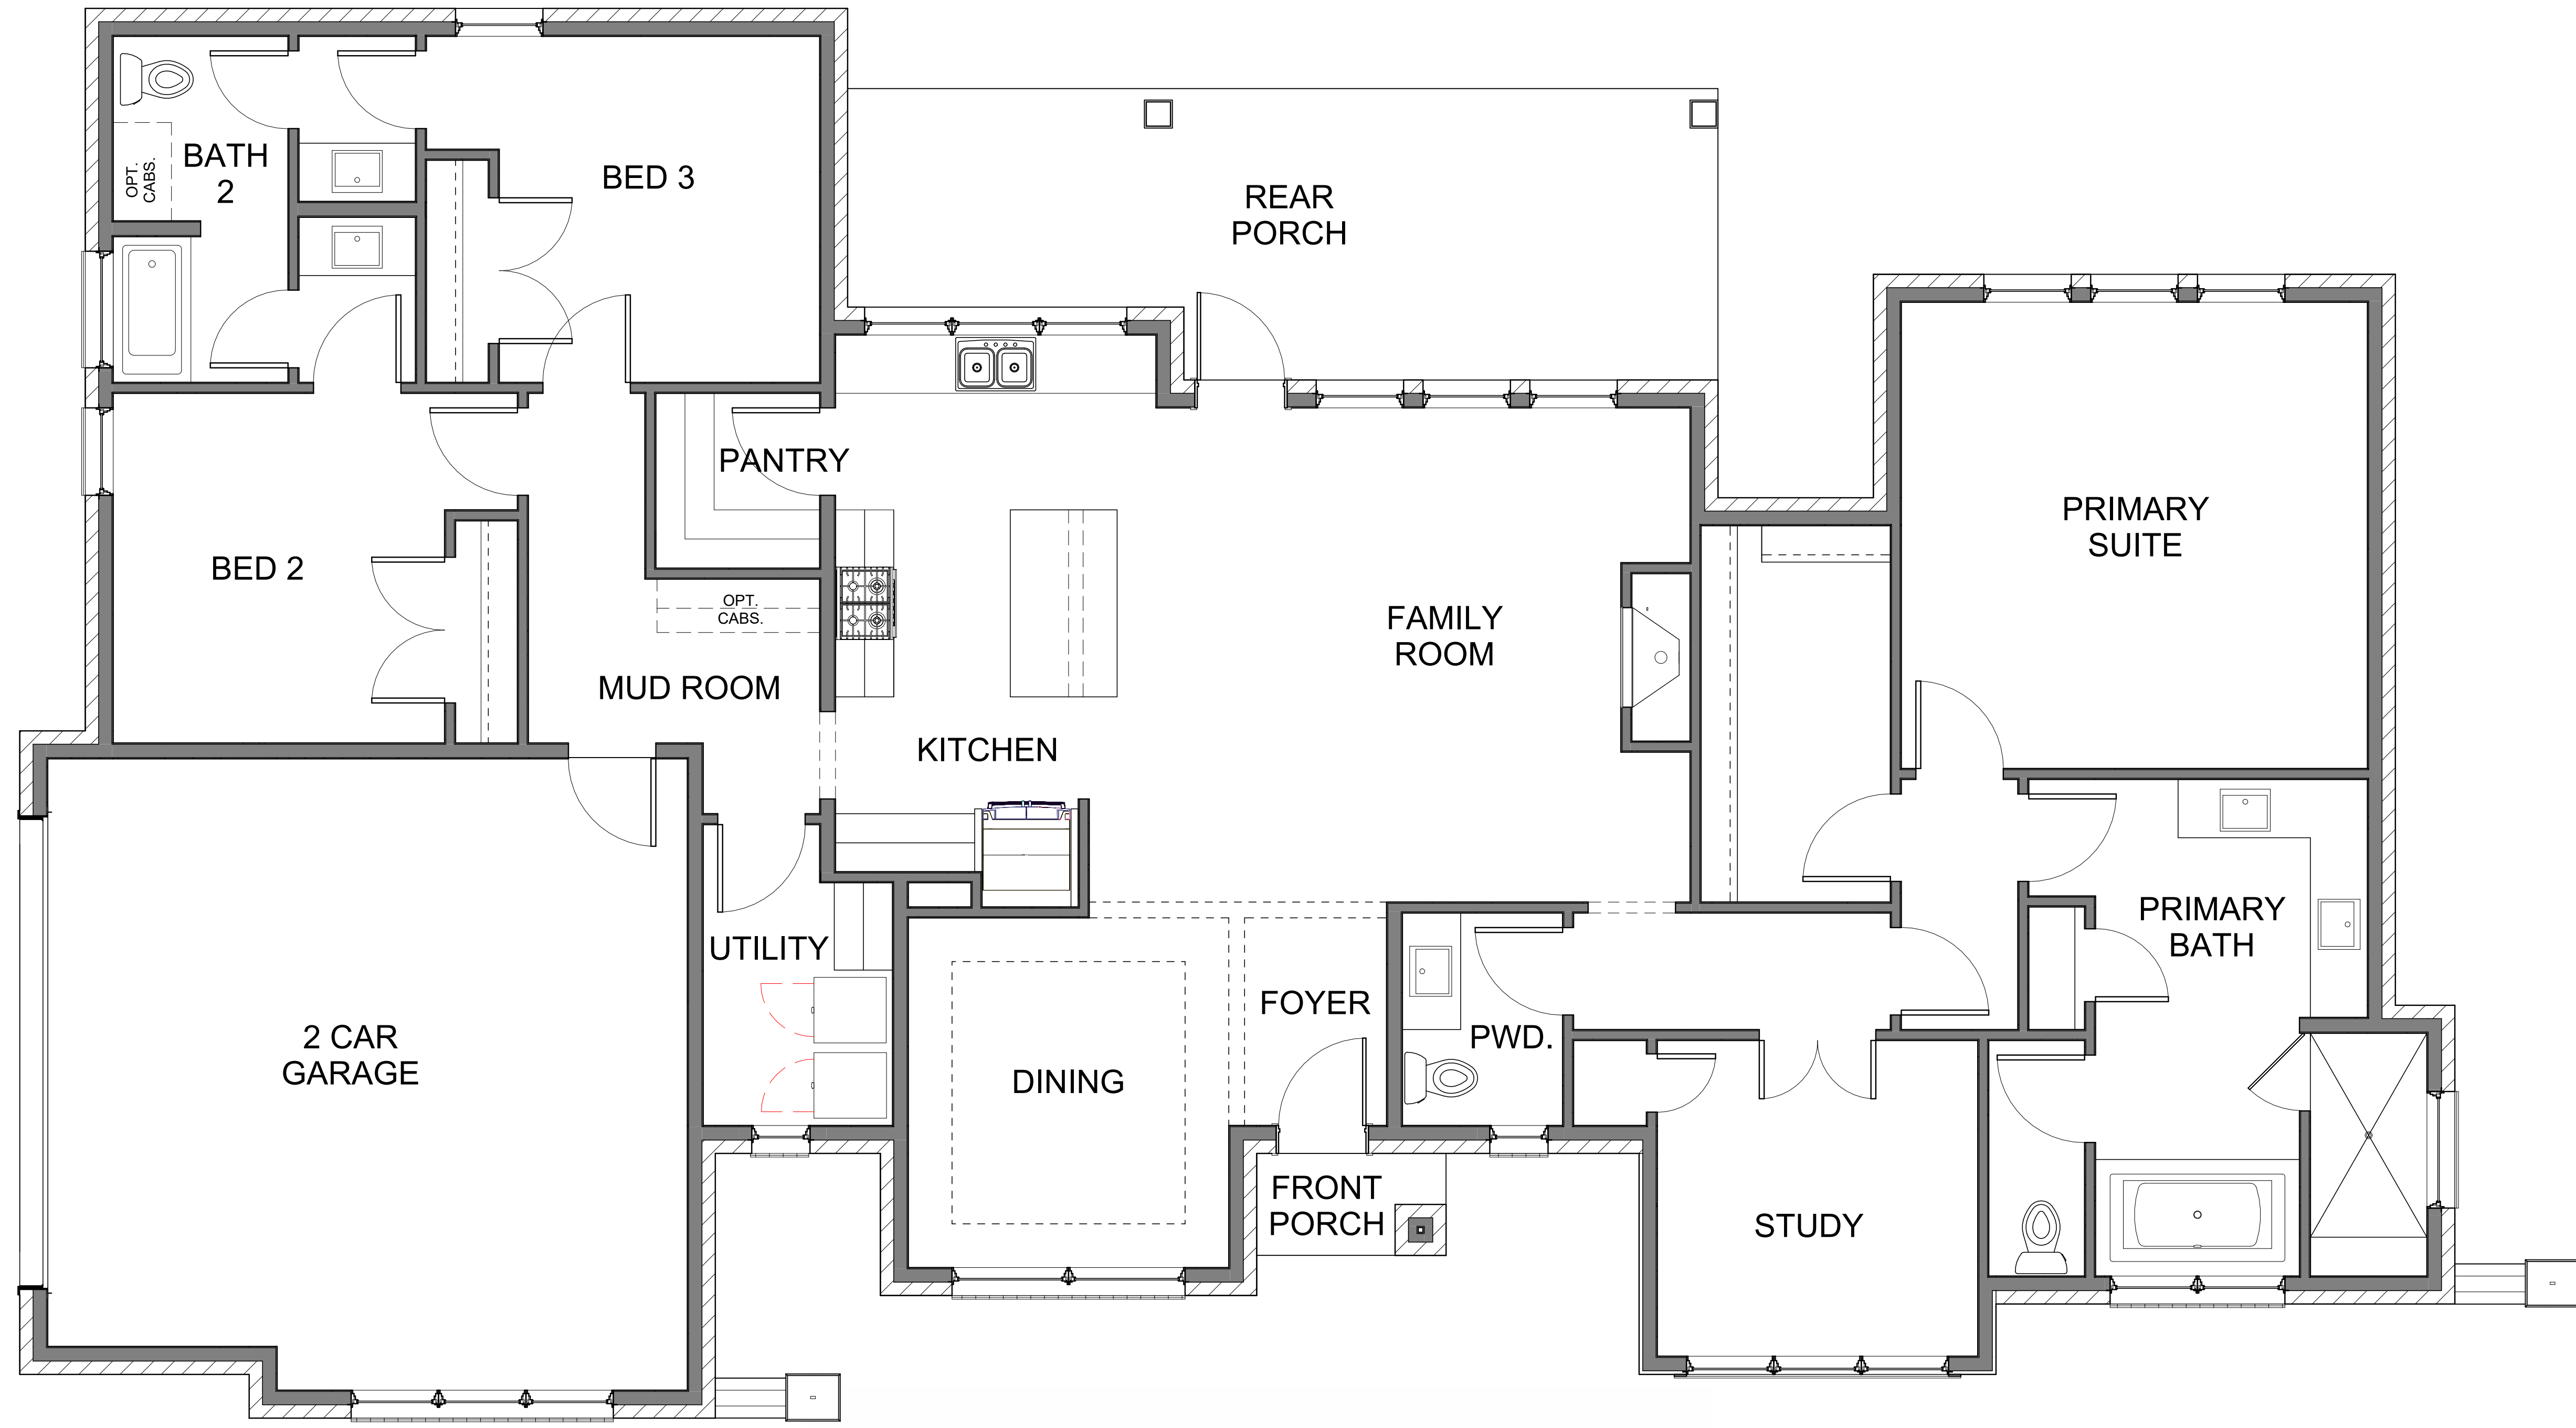 BATH
2
OPT.
CABS.
BED 3
REAR
PORCH
PANTRY
BED 2
OPT.
CABS.
MUD ROOM
KITCHEN
FAMILY
ROOM
PRIMARY
SUITE
2 CAR
GARAGE
UTILITY
DINING
FOYER
PWD.
PRIMARY
BATH
FRONT
PORCH
STUDY